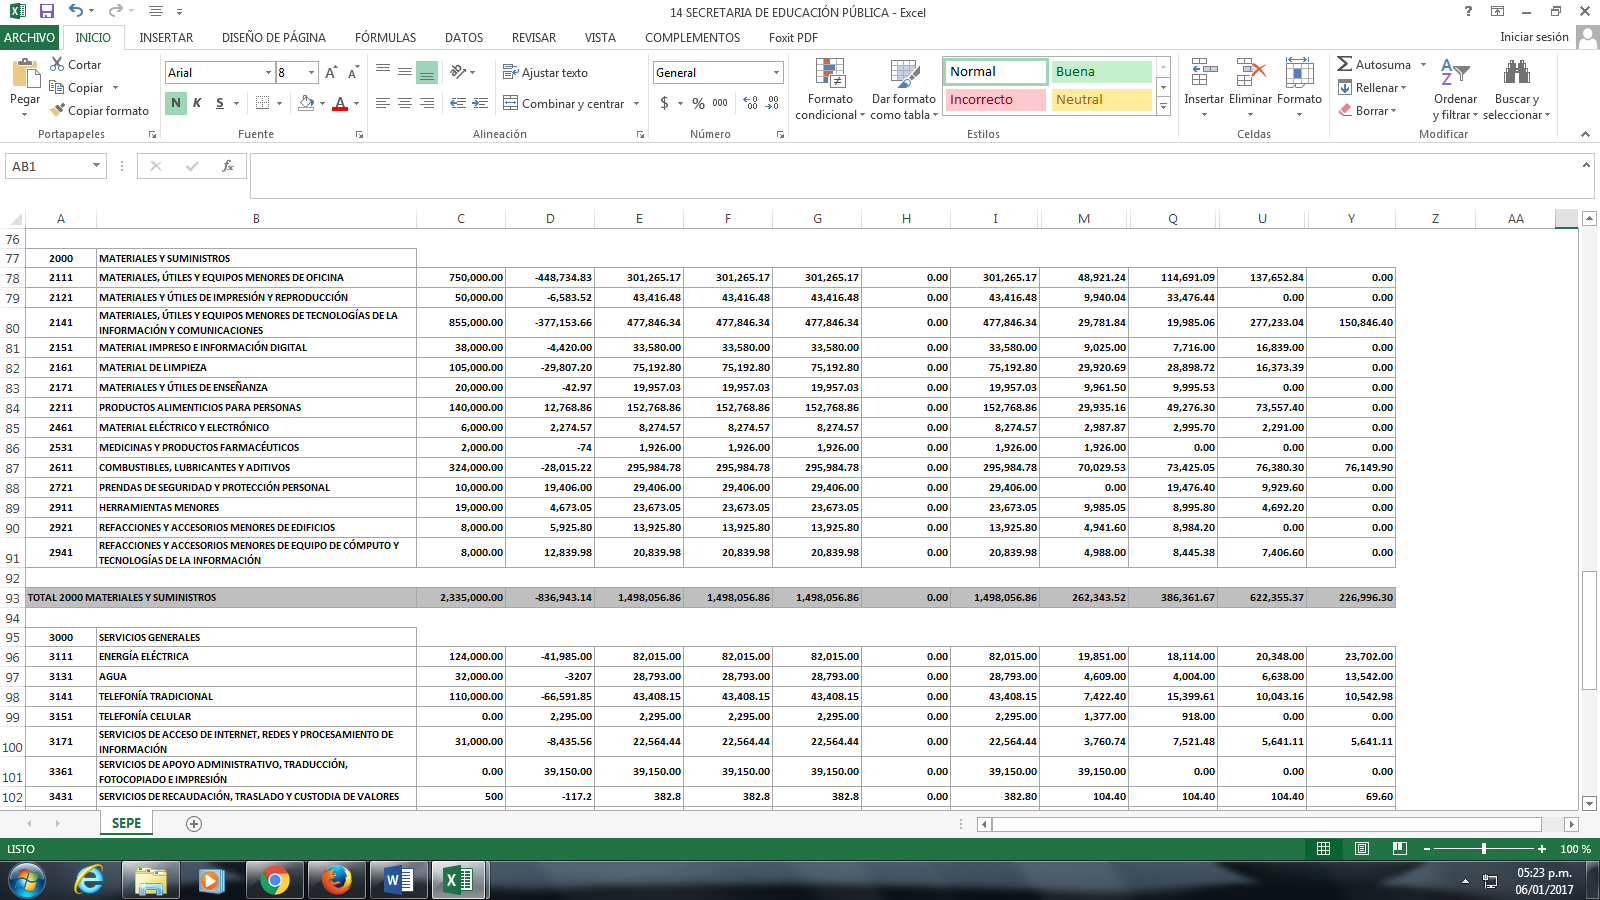 14 SECRETARIA DE EDUCACIÓN PÚBLICA - Excel
ARCHIVO INICIO INSERTAR DISEÑO DE PÁGINA FÓRMULAS DATOS REVISAR VISTA COMPLEMENTOS Foxit PDF Iniciar sesión
Pegar
Cortar
Copiar
Copiar formato
Portapapeles
Arial 8
N K S
Fuente
Ajustar texto
Combinar y centrar
Alineación
General
$ % 000
Número
Formato condicional
Dar formato como tabla
Normal Buena
Incorrecto Neutral
Estilos
Insertar Eliminar Formato
Celdas
Autosuma
Rellenar
Borrar
Ordenar y filtrar
Buscar y seleccionar
Modificar
AB1 fx
A B C D E F G H I M Q U Y Z AA
76
77 2000 MATERIALES Y SUMINISTROS
78 2111 MATERIALES, ÚTILES Y EQUIPOS MENORES DE OFICINA 750,000.00 -448,734.83 301,265.17 301,265.17 301,265.17 0.00 301,265.17 48,921.24 114,691.09 137,652.84 0.00
79 2121 MATERIALES Y ÚTILES DE IMPRESIÓN Y REPRODUCCIÓN 50,000.00 -6,583.52 43,416.48 43,416.48 43,416.48 0.00 43,416.48 9,940.04 33,476.44 0.00 0.00
80 2141 MATERIALES, ÚTILES Y EQUIPOS MENORES DE TECNOLOGÍAS DE LA INFORMACIÓN Y COMUNICACIONES 855,000.00 -377,153.66 477,846.34 477,846.34 477,846.34 0.00 477,846.34 29,781.84 19,985.06 277,233.04 150,846.40
81 2151 MATERIAL IMPRESO E INFORMACIÓN DIGITAL 38,000.00 -4,420.00 33,580.00 33,580.00 33,580.00 0.00 33,580.00 9,025.00 7,716.00 16,839.00 0.00
82 2161 MATERIAL DE LIMPIEZA 105,000.00 -29,807.20 75,192.80 75,192.80 75,192.80 0.00 75,192.80 29,920.69 28,898.72 16,373.39 0.00
83 2171 MATERIALES Y ÚTILES DE ENSEÑANZA 20,000.00 -42.97 19,957.03 19,957.03 19,957.03 0.00 19,957.03 9,961.50 9,995.53 0.00 0.00
84 2211 PRODUCTOS ALIMENTICIOS PARA PERSONAS 140,000.00 12,768.86 152,768.86 152,768.86 152,768.86 0.00 152,768.86 29,935.16 49,276.30 73,557.40 0.00
85 2461 MATERIAL ELÉCTRICO Y ELECTRÓNICO 6,000.00 2,274.57 8,274.57 8,274.57 8,274.57 0.00 8,274.57 2,987.87 2,995.70 2,291.00 0.00
86 2531 MEDICINAS Y PRODUCTOS FARMACÉUTICOS 2,000.00 -74 1,926.00 1,926.00 1,926.00 0.00 1,926.00 1,926.00 0.00 0.00 0.00
87 2611 COMBUSTIBLES, LUBRICANTES Y ADITIVOS 324,000.00 -28,015.22 295,984.78 295,984.78 295,984.78 0.00 295,984.78 70,029.53 73,425.05 76,380.30 76,149.90
88 2721 PRENDAS DE SEGURIDAD Y PROTECCIÓN PERSONAL 10,000.00 19,406.00 29,406.00 29,406.00 29,406.00 0.00 29,406.00 0.00 19,476.40 9,929.60 0.00
89 2911 HERRAMIENTAS MENORES 19,000.00 4,673.05 23,673.05 23,673.05 23,673.05 0.00 23,673.05 9,985.05 8,995.80 4,692.20 0.00
90 2921 REFACCIONES Y ACCESORIOS MENORES DE EDIFICIOS 8,000.00 5,925.80 13,925.80 13,925.80 13,925.80 0.00 13,925.80 4,941.60 8,984.20 0.00 0.00
91 2941 REFACCIONES Y ACCESORIOS MENORES DE EQUIPO DE CÓMPUTO Y TECNOLOGÍAS DE LA INFORMACIÓN 8,000.00 12,839.98 20,839.98 20,839.98 20,839.98 0.00 20,839.98 4,988.00 8,445.38 7,406.60 0.00
92
93 TOTAL 2000 MATERIALES Y SUMINISTROS 2,335,000.00 -836,943.14 1,498,056.86 1,498,056.86 1,498,056.86 0.00 1,498,056.86 262,343.52 386,361.67 622,355.37 226,996.30
94
95 3000 SERVICIOS GENERALES
96 3111 ENERGÍA ELÉCTRICA 124,000.00 -41,985.00 82,015.00 82,015.00 82,015.00 0.00 82,015.00 19,851.00 18,114.00 20,348.00 23,702.00
97 3131 AGUA 32,000.00 -3207 28,793.00 28,793.00 28,793.00 0.00 28,793.00 4,609.00 4,004.00 6,638.00 13,542.00
98 3141 TELEFONÍA TRADICIONAL 110,000.00 -66,591.85 43,408.15 43,408.15 43,408.15 0.00 43,408.15 7,422.40 15,399.61 10,043.16 10,542.98
99 3151 TELEFONÍA CELULAR 0.00 2,295.00 2,295.00 2,295.00 2,295.00 0.00 2,295.00 1,377.00 918.00 0.00 0.00
100 3171 SERVICIOS DE ACCESO DE INTERNET, REDES Y PROCESAMIENTO DE INFORMACIÓN 31,000.00 -8,435.56 22,564.44 22,564.44 22,564.44 0.00 22,564.44 3,760.74 7,521.48 5,641.11 5,641.11
101 3361 SERVICIOS DE APOYO ADMINISTRATIVO, TRADUCCIÓN, FOTOCOPIADO E IMPRESIÓN 0.00 39,150.00 39,150.00 39,150.00 39,150.00 0.00 39,150.00 39,150.00 0.00 0.00 0.00
102 3431 SERVICIOS DE RECAUDACIÓN, TRASLADO Y CUSTODIA DE VALORES 500 -117.2 382.8 382.8 382.8 0.00 382.80 104.40 104.40 104.40 69.60
SEPE
LISTO 100 %
05:23 p.m.
06/01/2017